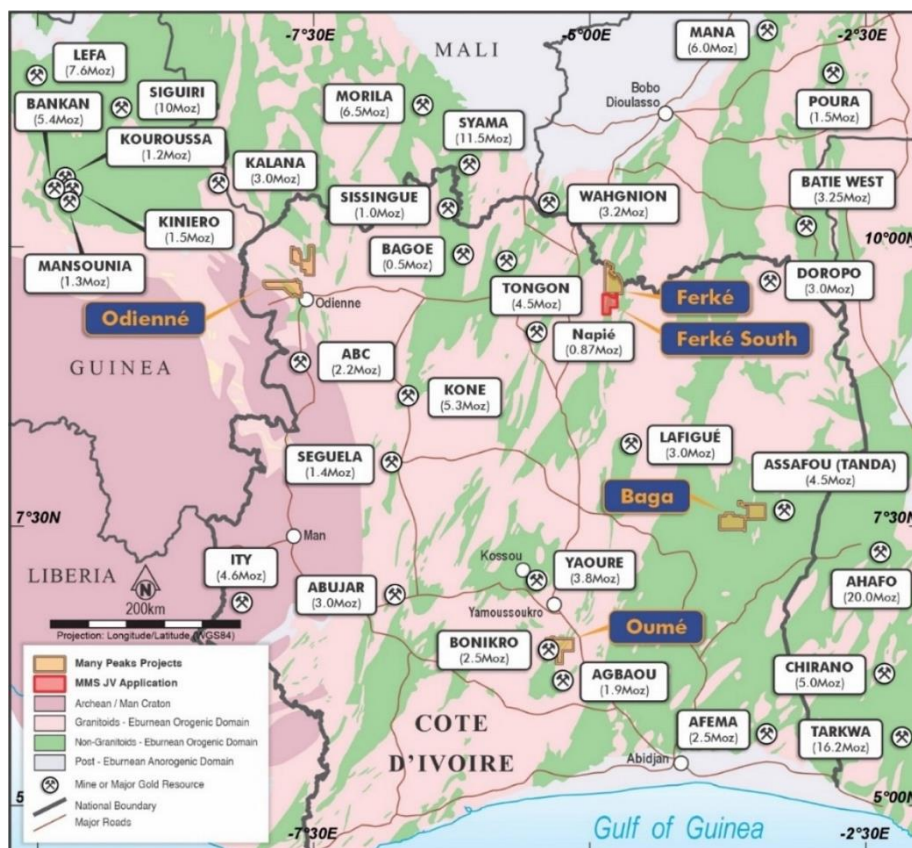 -7°30E
-5°00E
-2°30E
MALI
MANA
(6.0Moz)
LEFA
(7.6Moz)
SIGUIRI
(10Moz)
BANKAN
(5.4Moz)
MORILA
(6.5Moz)
Bobo
Dioulasso
POURA
(1.5Moz)
KOUROUSSA
(1.2Moz)
SYAMA
(11.5Moz)
KALANA
(3.0Moz)
SISSINGUE
(1.0Moz)
WAHGNION
(3.2Moz)
BATIE WEST
(3.25Moz)
KINIERO
(1.5Moz)
BAGOE
(0.5Moz)
10°00N
MANSOUNIA
(1.3Moz)
TONGON
(4.5Moz)
DOROPO
(3.0Moz)
Odienné
Odienne
Ferké
Ferké South
Napié
(0.87Moz)
GUINEA
ABC
(2.2Moz)
KONE
(5.3Moz)
LAFIGUÉ
(3.0Moz)
SEGUELA
(1.4Moz)
ASSAFOU (TANDA)
(4.5Moz)
Baga
7°30N
7°30N
Man
LIBERIA
N
200km
Projection: Longitude/Latitude (WGS84)
ITY
(4.6Moz)
Kossou
YAOURE
(3.8Moz)
AHAFO
(20.0Moz)
ABUJAR
(3.0Moz)
Yamoussoukro
Oumé
BONIKRO
(2.5Moz)
AGBAOU
(1.9Moz)
CHIRANO
(5.0Moz)
COTE
D'IVOIRE
AFEMA
(2.5Moz)
TARKWA
(16.2Moz)
Abidjan
Many Peaks Projects
MMS JV Application
Archean / Man Craton
Granitoids - Eburnean Orogenic Domain
Non-Granitoids - Eburnean Orogenic Domain
Post - Eburnean Anorogenic Domain
Mine or Major Gold Resource
National Boundary
Major Roads
5
5°00N
-7°30E
Gulf of Guinea
-2°30E